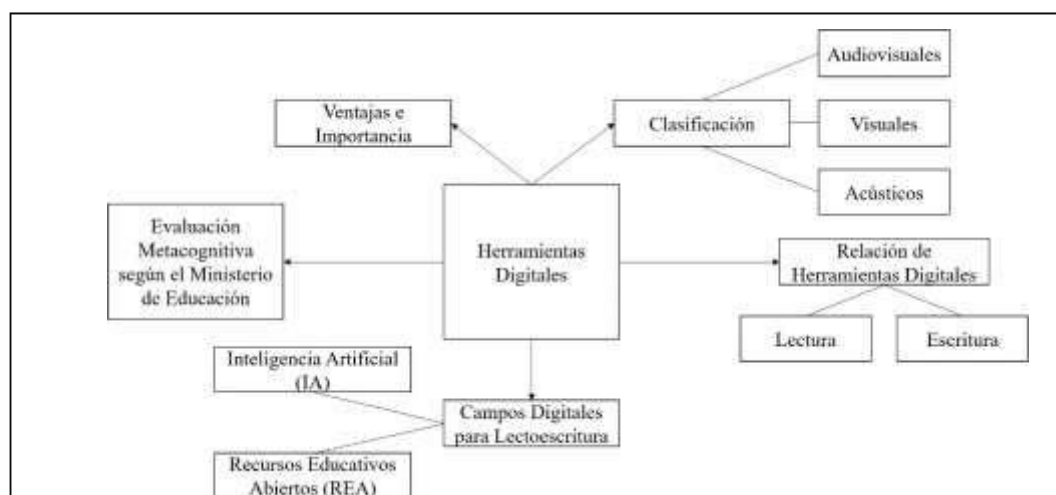 Audiovisuales
Ventajas e
Importancia
Clasificación
Visuales
Acústicos
Evaluación
Metacognitiva
según el Ministerio
de Educación
Herramientas
Digitales
Relación de
Herramientas Digitales
Lectura
Escritura
Inteligencia Artificial
(IA)
Campos Digitales
para Lectoescritura
Recursos Educativos
Abiertos (REA)